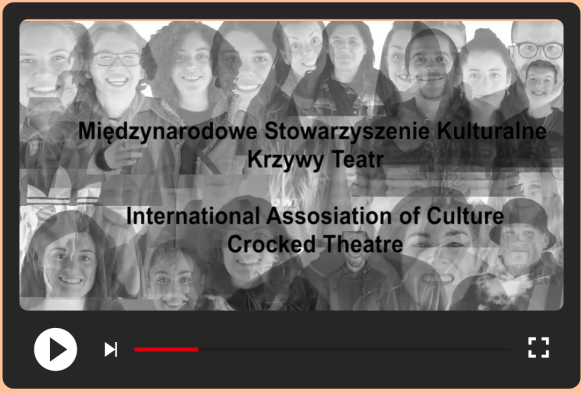 Międzynarodowe Stowarzyszenie Kulturalne
Krzywy Teatr
International Assosiation of Culture
Crocked Theatre